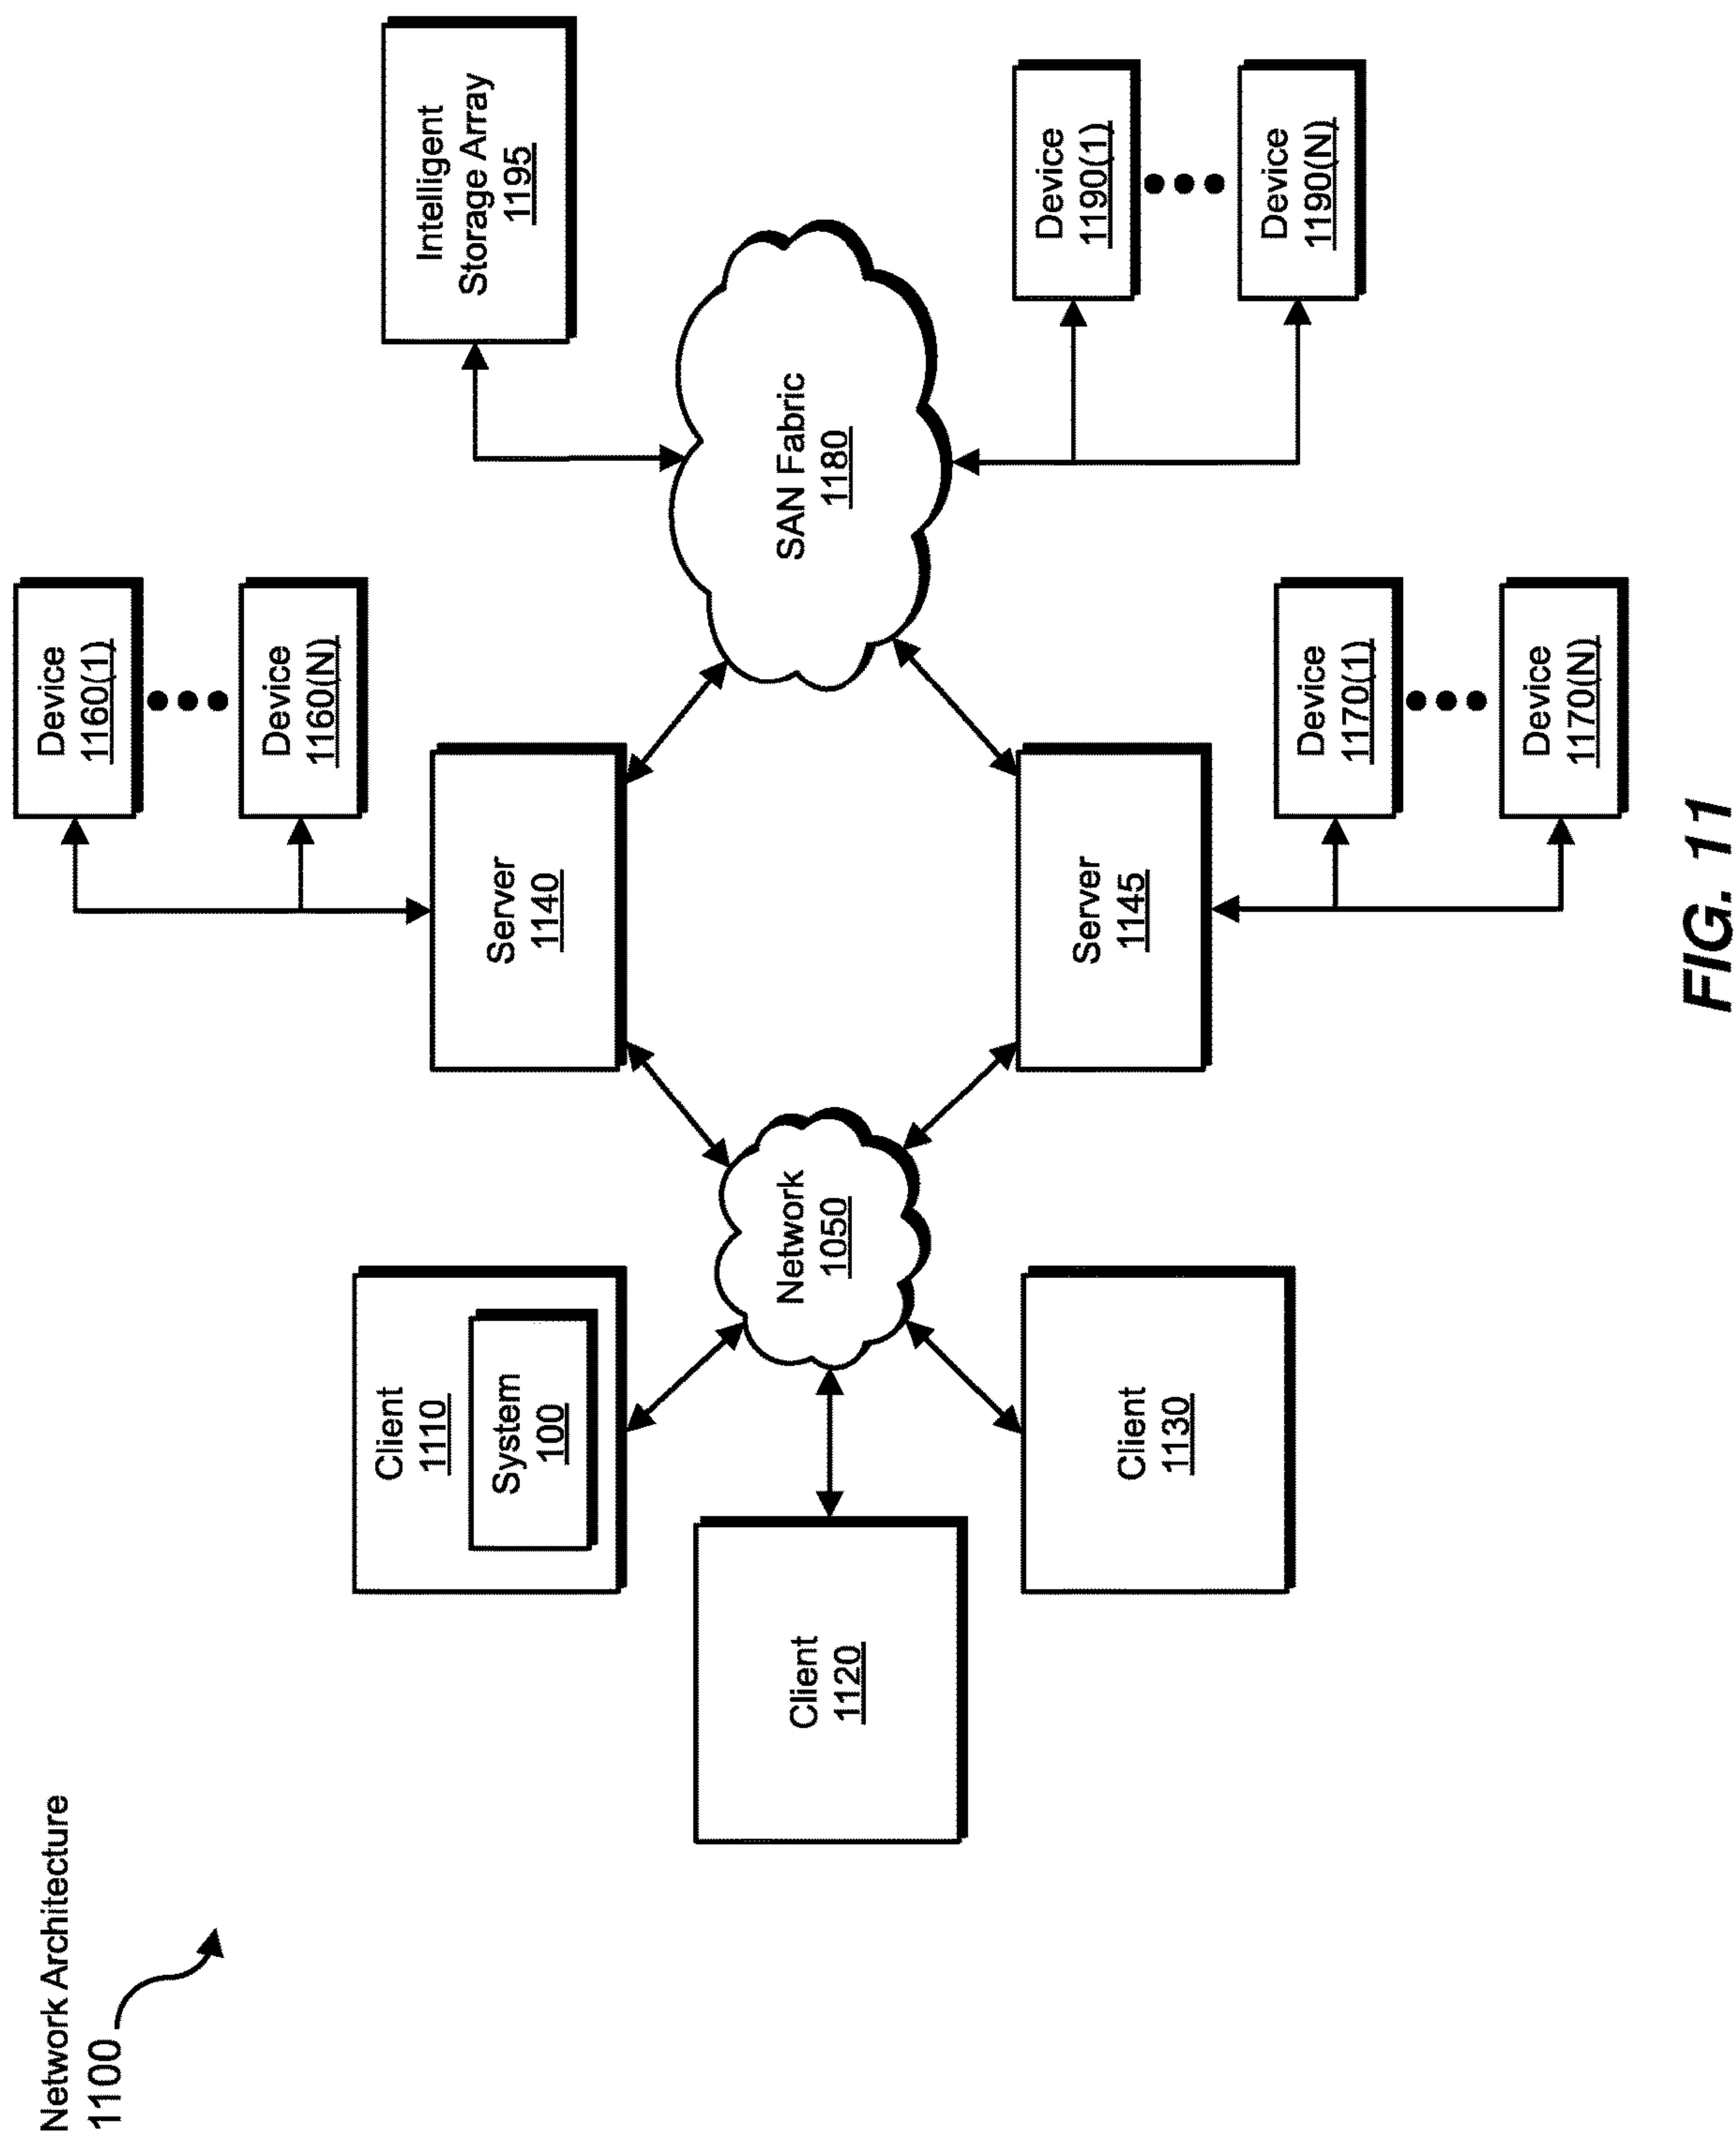 Network Architecture
1100
Client
1110
System
100
Client
1120
Client
1130
Network
1050
Server
1140
Server
1145
Device
1160(1)
Device
1160(N)
Device
1170(1)
Device
1170(N)
SAN Fabric
1180
Intelligent
Storage Array
1195
Device
1190(1)
Device
1190(N)
FIG. 11